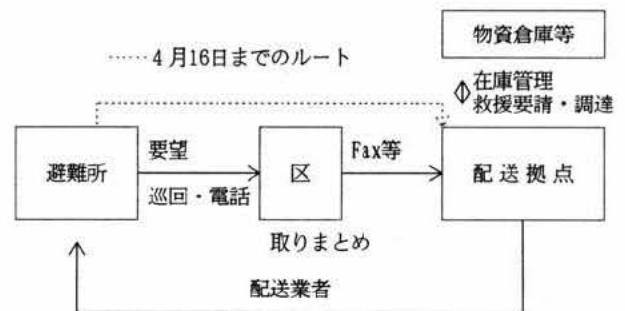 物資倉庫等
……４月16日までのルート
在庫管理
救援要請・調達
避難所
要望
巡回・電話
区
Fax等
配送拠点
取りまとめ
配送業者